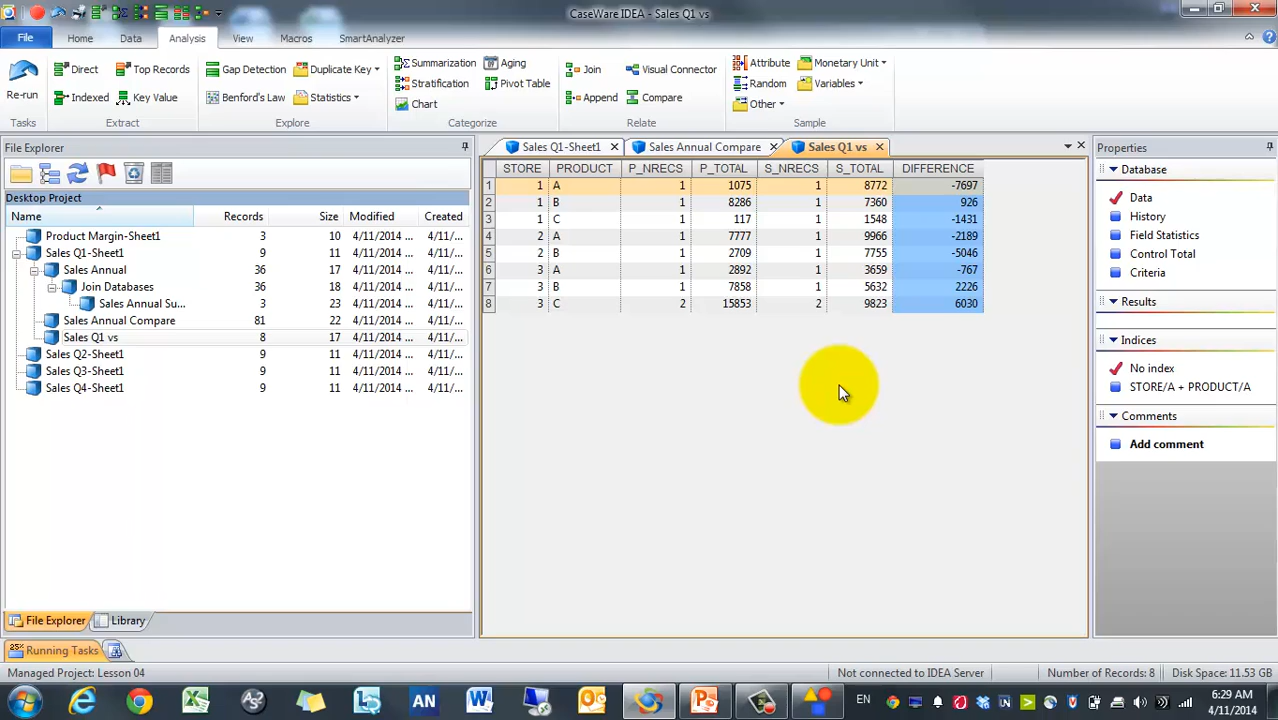 CaseWare IDEA - Sales Q1 vs
File Home Data Analysis View Macros SmartAnalyzer
Direct Top Records Gap Detection Duplicate Key Summarization Aging Join Visual Connector Attribute Monetary Unit
Stratification Pivot Table Random Variables
Re-run Indexed Key Value Benford's Law Statistics Chart Append Compare Other
Tasks Extract Explore Categorize Relate Sample
File Explorer
Desktop Project
Name Records Size Modified Created
Product Margin-Sheet1 3 10 4/11/2014 ... 4/11/...
Sales Q1-Sheet1 9 11 4/11/2014 ... 4/11/...
Sales Annual 36 17 4/11/2014 ... 4/11/...
Join Databases 36 18 4/11/2014 ... 4/11/...
Sales Annual Su... 3 23 4/11/2014 ... 4/11/...
Sales Annual Compare 81 22 4/11/2014 ... 4/11/...
Sales Q1 vs 8 17 4/11/2014 ... 4/11/...
Sales Q2-Sheet1 9 11 4/11/2014 ... 4/11/...
Sales Q3-Sheet1 9 11 4/11/2014 ... 4/11/...
Sales Q4-Sheet1 9 11 4/11/2014 ... 4/11/...
File Explorer Library
Sales Q1-Sheet1 Sales Annual Compare Sales Q1 vs
STORE PRODUCT P_NRECS P_TOTAL S_NRECS S_TOTAL DIFFERENCE
1 1 A 1 1075 1 8772 -7697
2 1 B 1 8286 1 7360 926
3 1 C 1 117 1 1548 -1431
4 2 A 1 7777 1 9966 -2189
5 2 B 1 2709 1 7755 -5046
6 3 A 1 2892 1 3659 -767
7 3 B 1 7858 1 5632 2226
8 3 C 2 15853 2 9823 6030
Properties
Database
Data
History
Field Statistics
Control Total
Criteria
Results
Indices
No index
STORE/A + PRODUCT/A
Comments
Add comment
25% Running Tasks
Managed Project: Lesson 04 Not connected to IDEA Server Number of Records: 8 Disk Space: 11.53 GB
AN EN 6:29 AM
4/11/2014